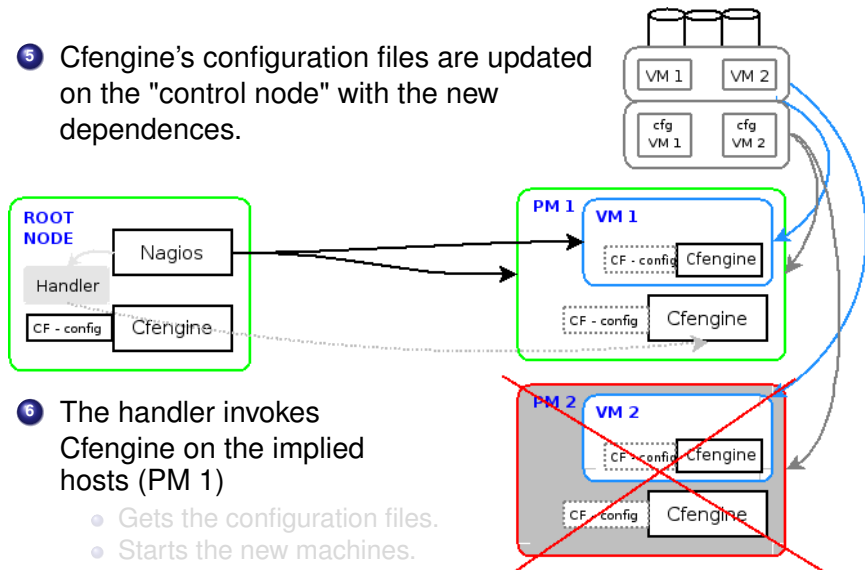 5 Cfengine's configuration files are updated
on the "control node" with the new
dependences.
VM 1 VM 2
cfg cfg
VM 1 VM 2
ROOT
NODE
Nagios
Handler
CF - config Cfengine
PM 1 VM 1
CF - config Cfengine
CF - config Cfengine
6 The handler invokes
Cfengine on the implied
hosts (PM 1)
Gets the configuration files.
Starts the new machines.
PM 2 VM 2
CF - config Cfengine
CF - config Cfengine